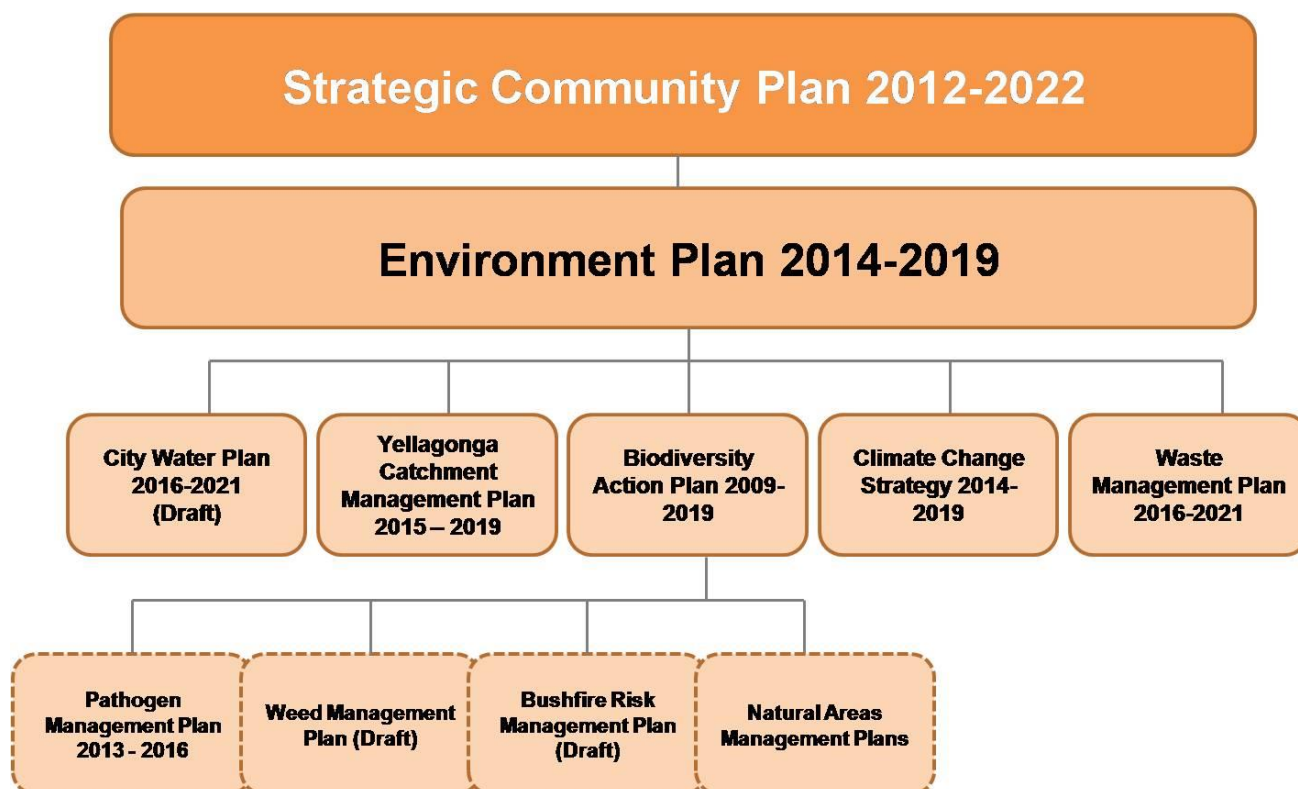 Strategic Community Plan 2012-2022
Environment Plan 2014-2019
City Water Plan
2016-2021
(Draft)
Yellagonga
Catchment
Management Plan
2015 – 2019
Biodiversity
Action Plan 2009-
2019
Climate Change
Strategy 2014-
2019
Waste
Management Plan
2016-2021
Pathogen
Management Plan
2013 - 2016
Weed Management
Plan (Draft)
Bushfire Risk
Management Plan
(Draft)
Natural Areas
Management Plans